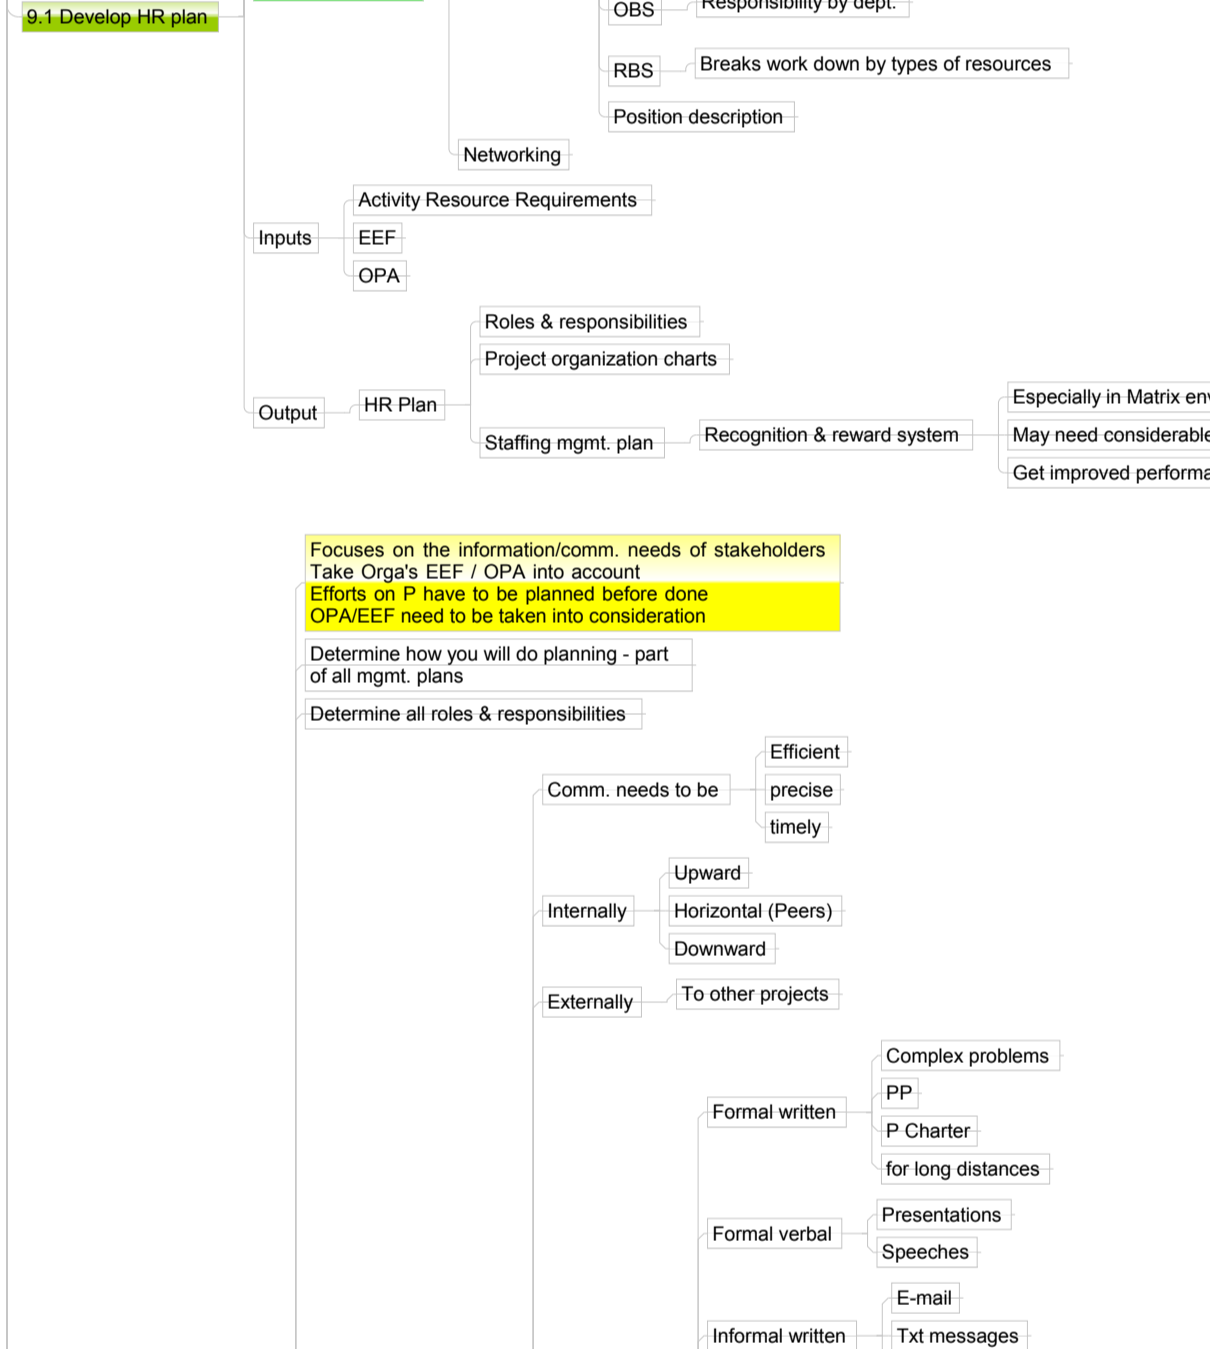 OBS
Responsibility by dept.
9.1 Develop HR plan
RBS
Breaks work down by types of resources
Position description
Networking
Activity Resource Requirements
Inputs
EEF
OPA
Roles & responsibilities
Project organization charts
Output
HR Plan
Staffing mgmt. plan
Recognition & reward system
Especially in Matrix
May need considerable
Get improved
Focuses on the information/comm. needs of stakeholders
Take Orga's EEF / OPA into account
Efforts on P have to be planned before done
OPA/EEF need to be taken into consideration
Determine how you will do planning - part
of all mgmt. plans
Determine all roles & responsibilities
Comm. needs to be
Efficient
precise
timely
Internally
Upward
Horizontal (Peers)
Downward
Externally
To other projects
Formal written
Complex problems
PP
P Charter
for long distances
Formal verbal
Presentations
Speeches
Informal written
E-mail
Txt messages